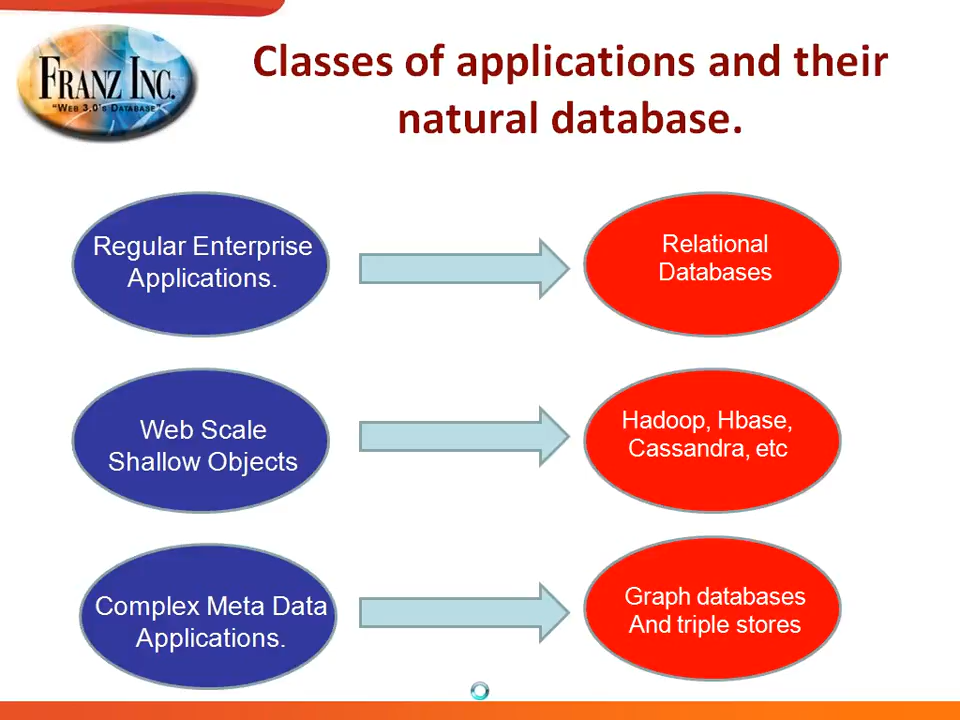 FRANZ INC.
"WEB 3.0'S DATABASE"
Classes of applications and their
natural database.
Regular Enterprise
Applications.
Relational
Databases
Web Scale
Shallow Objects
Hadoop, Hbase,
Cassandra, etc
Complex Meta Data
Applications.
Graph databases
And triple stores